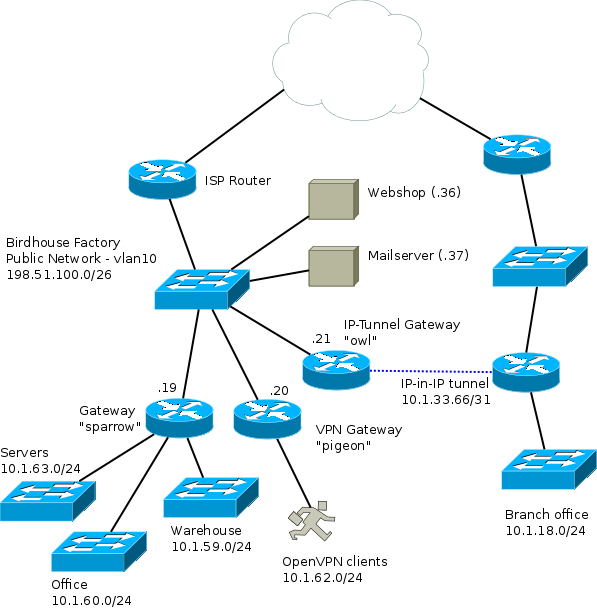 ISP Router
Webshop (.36)
Birdhouse Factory
Public Network - vlan10
198.51.100.0/26
Mailserver (.37)
IP-Tunnel Gateway
"owl"
.21
IP-in-IP tunnel
10.1.33.66/31
.19
.20
Gateway
"sparrow"
VPN Gateway
"pigeon"
Servers
10.1.63.0/24
Warehouse
10.1.59.0/24
Branch office
10.1.18.0/24
OpenVPN clients
10.1.62.0/24
Office
10.1.60.0/24